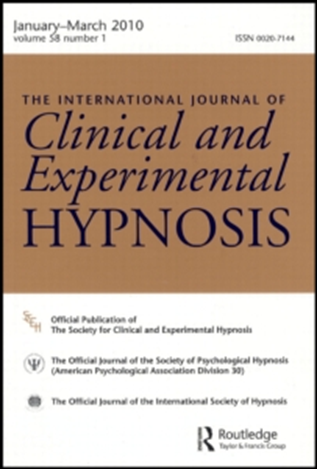 January–March 2010
volume 58 number 1
ISSN 0020-7144
THE INTERNATIONAL JOURNAL OF
Clinical and
Experimental
HYPNOSIS
SCEH
Official Publication of
The Society for Clinical and Experimental Hypnosis
The Official Journal of the Society of Psychological Hypnosis
(American Psychological Association Division 30)
The Official Journal of the International Society of Hypnosis
R Routledge
Taylor & Francis Group